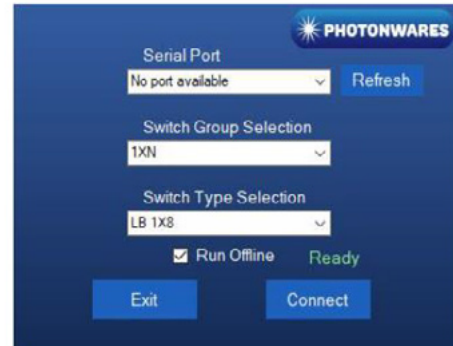 PHOTONWARES
Serial Port
No port available
Refresh
Switch Group Selection
1XN
Switch Type Selection
LB 1X8
Run Offline
Ready
Exit
Connect